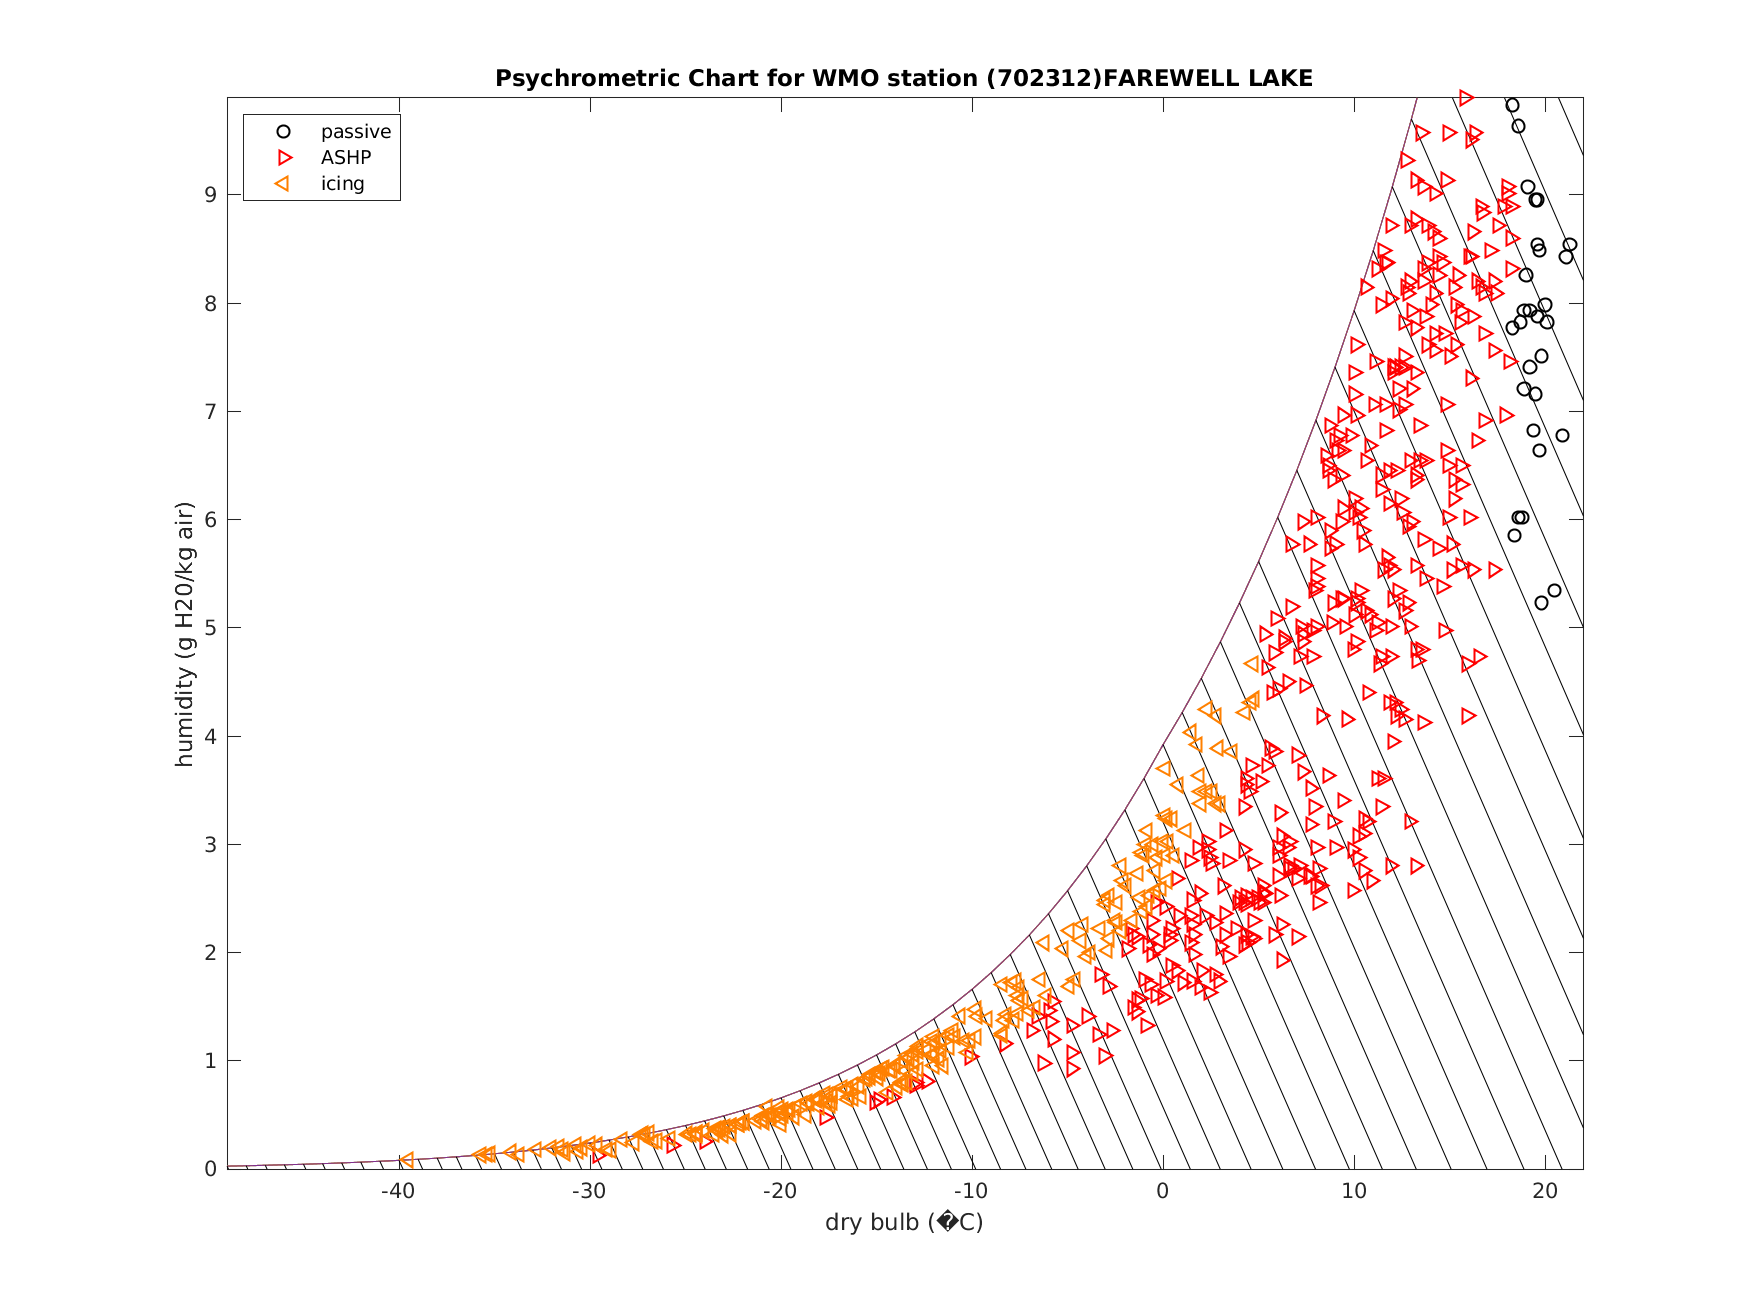 Psychrometric Chart for WMO station (702312)FAREWELL LAKE
passive
ASHP
icing
9
8
7
6
5
4
3
2
1
0
humidity (g H20/kg air)
-40
-30
-20
-10
0
10
20
dry bulb (�C)